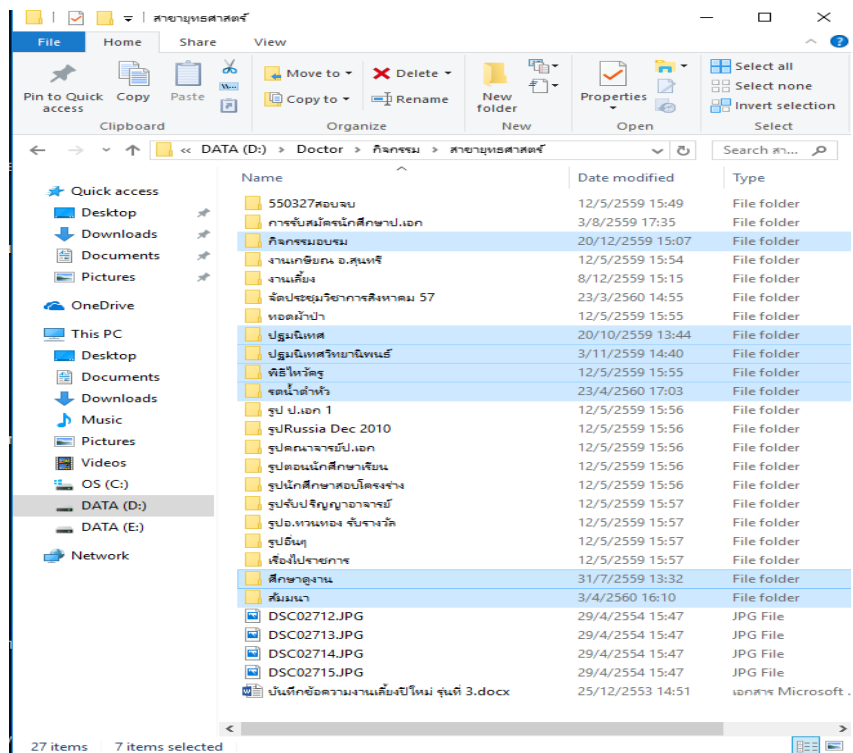 สาขายุทธศาสตร์
File Home Share View
Pin to Quick access Copy Paste Move to Copy to Delete Rename New folder Properties Select all Select none Invert selection
Clipboard Organize New Open Select
« DATA (D:) > Doctor > กิจกรรม > สาขายุทธศาสตร์ Search สา...
Name Date modified Type
Quick access
Desktop
Downloads
Documents
Pictures
OneDrive
This PC
Desktop
Documents
Downloads
Music
Pictures
Videos
OS (C:)
DATA (D:)
DATA (E:)
Network
550327สอบจบ 12/5/2559 15:49 File folder
การรับสมัครนักศึกษาป.เอก 3/8/2559 17:35 File folder
กิจกรรมอบรม 20/12/2559 15:07 File folder
งานเกษียณ อ.สุนทรี 12/5/2559 15:54 File folder
งานเลี้ยง 8/12/2559 15:15 File folder
จัดประชุมวิชาการสิงหาคม 57 23/3/2560 14:55 File folder
ทอดผ้าป่า 12/5/2559 15:55 File folder
ปฐมนิเทศ 20/10/2559 13:44 File folder
ปฐมนิเทศวิทยานิพนธ์ 3/11/2559 14:40 File folder
พิธีไหว้ครู 12/5/2559 15:55 File folder
รดน้ำดำหัว 23/4/2560 17:03 File folder
รูป ป.เอก 1 12/5/2559 15:56 File folder
รูปRussia Dec 2010 12/5/2559 15:56 File folder
รูปคณาจารย์ป.เอก 12/5/2559 15:56 File folder
รูปตอนนักศึกษาเรียน 12/5/2559 15:56 File folder
รูปนักศึกษาสอบโครงร่าง 12/5/2559 15:56 File folder
รูปรับปริญญาอาจารย์ 12/5/2559 15:57 File folder
รูปอ.ทวนทอง รับรางวัล 12/5/2559 15:57 File folder
รูปอื่นๆ 12/5/2559 15:57 File folder
เรื่องไปราชการ 12/5/2559 15:57 File folder
ศึกษาดูงาน 31/7/2559 13:32 File folder
สัมมนา 3/4/2560 16:10 File folder
DSC02712.JPG 29/4/2554 15:47 JPG File
DSC02713.JPG 29/4/2554 15:47 JPG File
DSC02714.JPG 29/4/2554 15:47 JPG File
DSC02715.JPG 29/4/2554 15:47 JPG File
บันทึกข้อความงานเลี้ยงปีใหม่ รุ่นที่ 3.docx 25/12/2553 14:51 เอกสาร Microsoft .
27 items 7 items selected